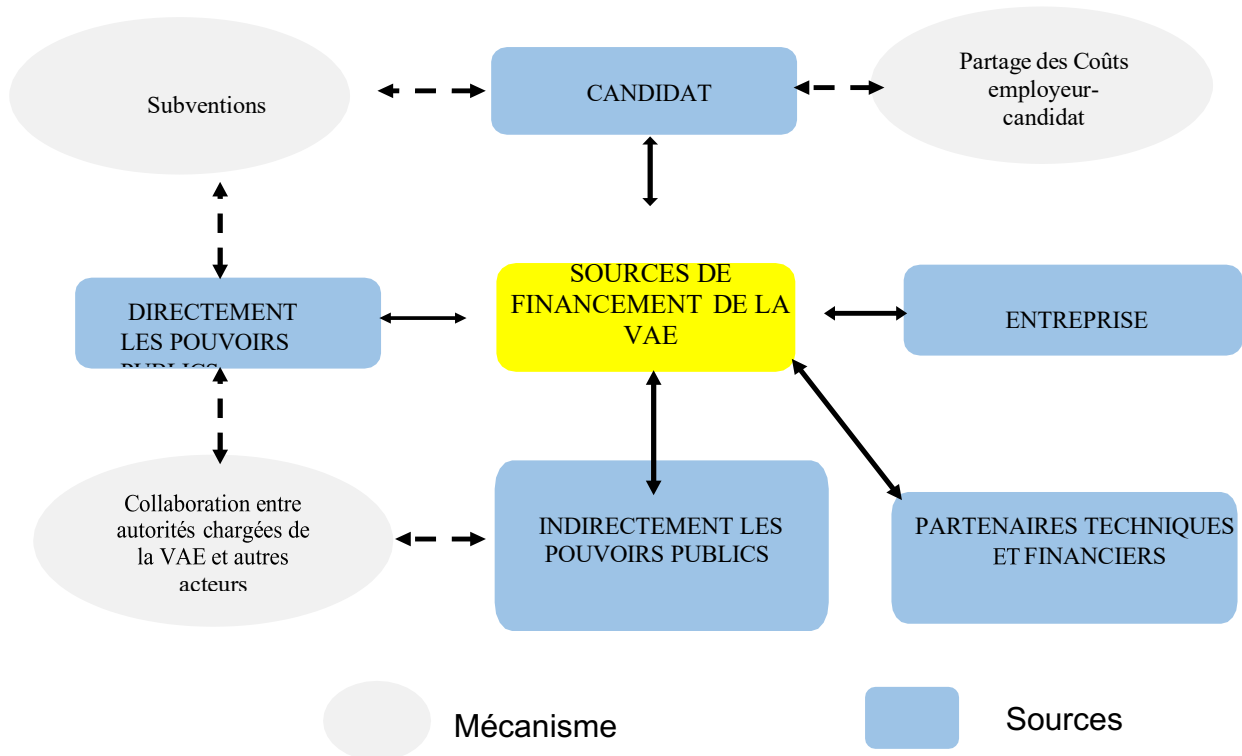 Subventions
CANDIDAT
Partage des Coûts
employeur-
candidat
DIRECTEMENT
LES POUVOIRS
PUBLICS
SOURCES DE
FINANCEMENT DE LA
VAE
ENTREPRISE
Collaboration entre
autorités chargées de
la VAE et autres
acteurs
INDIRECTEMENT LES
POUVOIRS PUBLICS
PARTENAIRES TECHNIQUES
ET FINANCIERS
Mécanisme
Sources